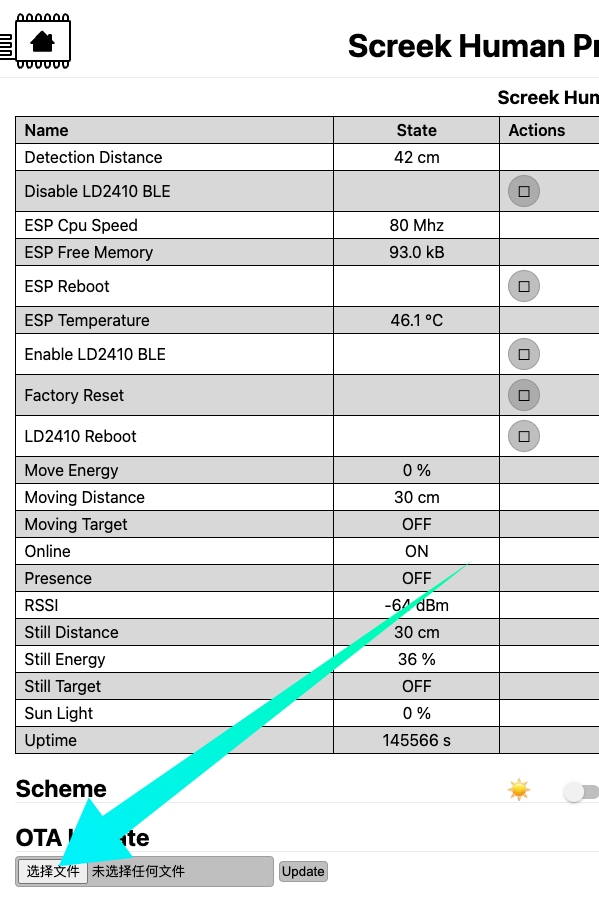 Screek Human Pr
Screek Hum
Name State Actions
Detection Distance 42 cm
Disable LD2410 BLE
ESP Cpu Speed 80 Mhz
ESP Free Memory 93.0 kB
ESP Reboot
ESP Temperature 46.1 °C
Enable LD2410 BLE
Factory Reset
LD2410 Reboot
Move Energy 0 %
Moving Distance 30 cm
Moving Target OFF
Online ON
Presence OFF
RSSI -64 dBm
Still Distance 30 cm
Still Energy 36 %
Still Target OFF
Sun Light 0 %
Uptime 145566 s
Scheme
OTA Update
选择文件 未选择任何文件 Update